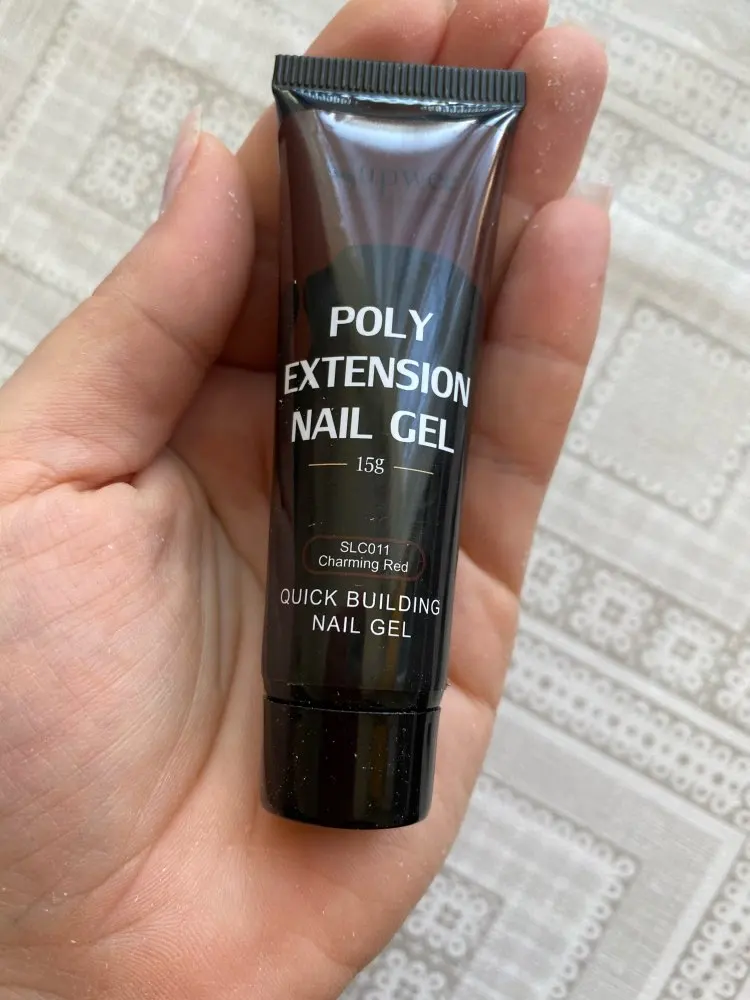 POLY
EXTENSION
NAIL GEL
15g
SLC011
Charming Red
QUICK BUILDING
NAIL GEL